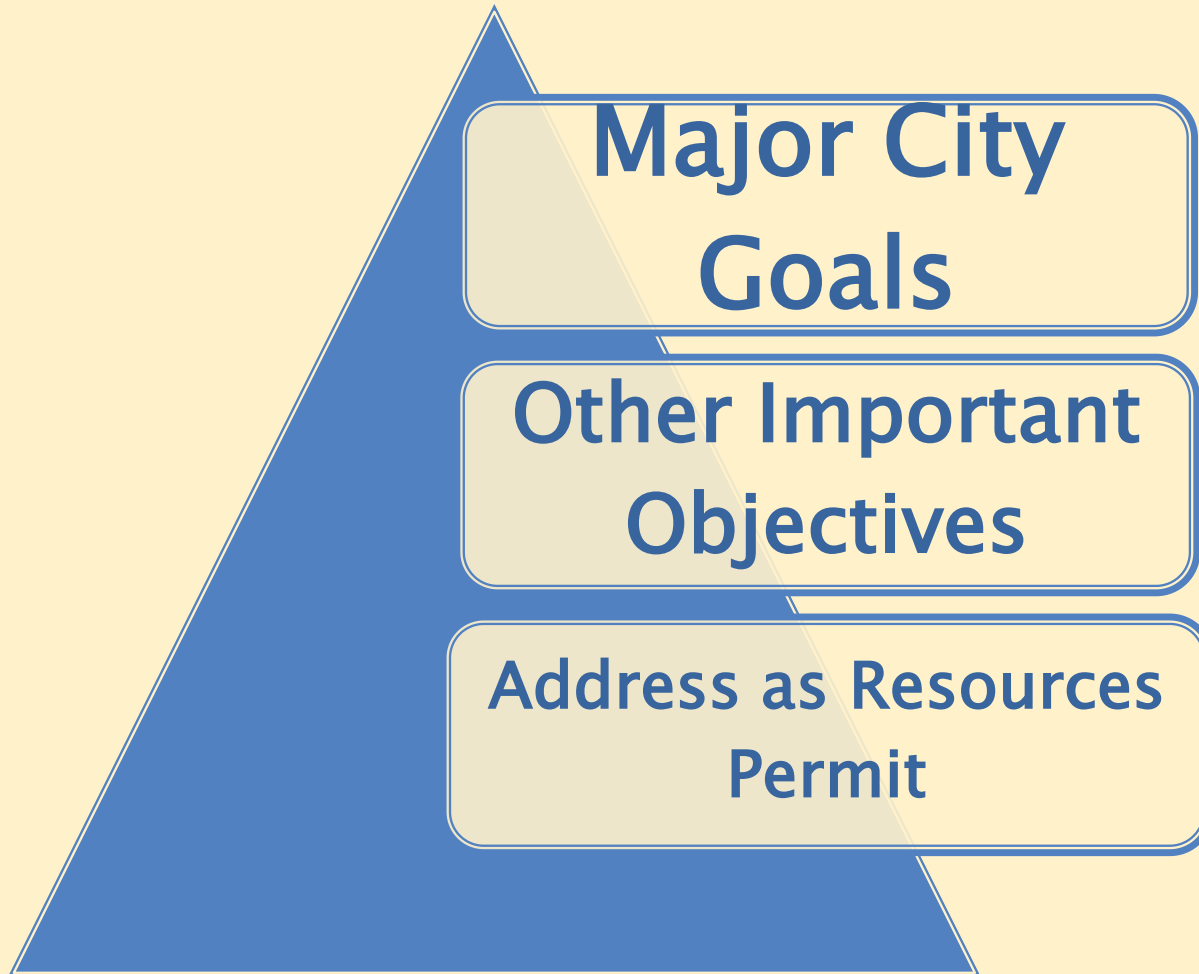 Major City
Goals
Other Important
Objectives
Address as Resources
Permit